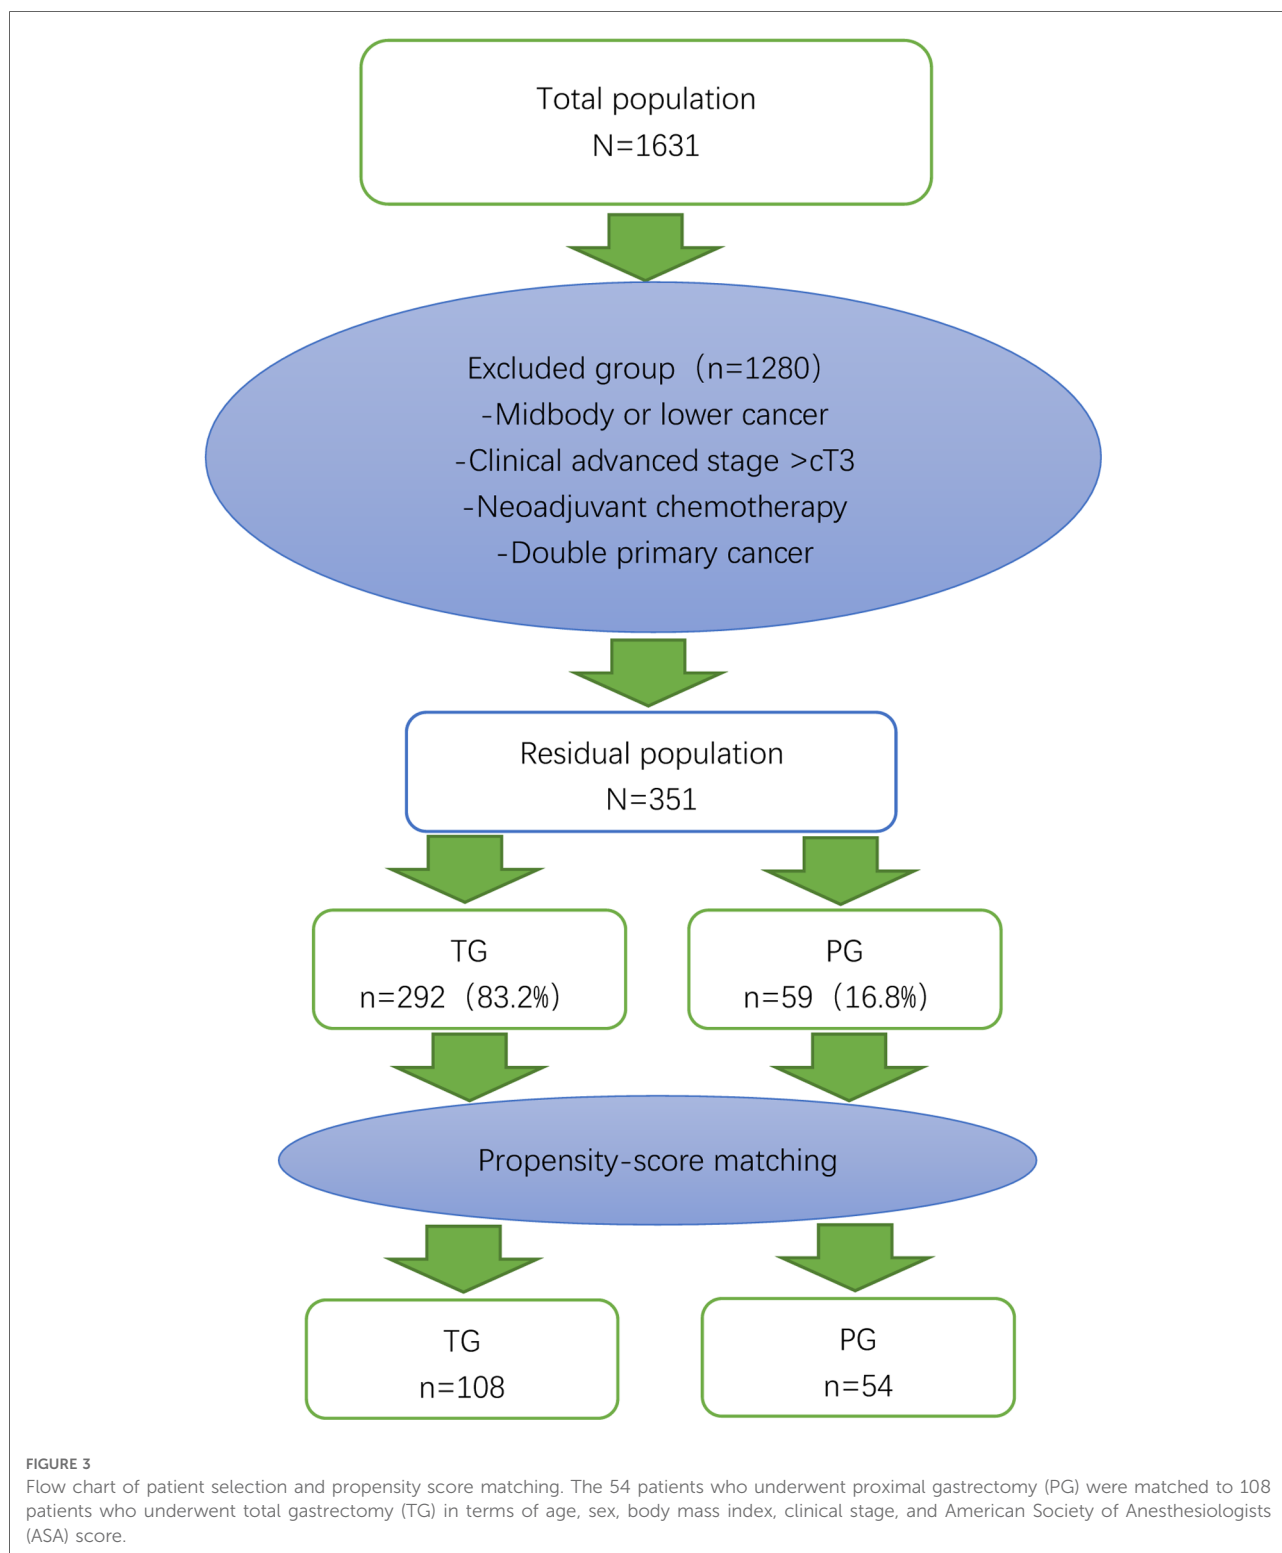 Total population
N=1631
Excluded group（n=1280）
-Midbody or lower cancer
-Clinical advanced stage >cT3
-Neoadjuvant chemotherapy
-Double primary cancer
Residual population
N=351
TG
n=292（83.2%）
PG
n=59（16.8%）
Propensity-score matching
TG
n=108
PG
n=54
FIGURE 3
Flow chart of patient selection and propensity score matching. The 54 patients who underwent proximal gastrectomy (PG) were matched to 108
patients who underwent total gastrectomy (TG) in terms of age, sex, body mass index, clinical stage, and American Society of Anesthesiologists
(ASA) score.